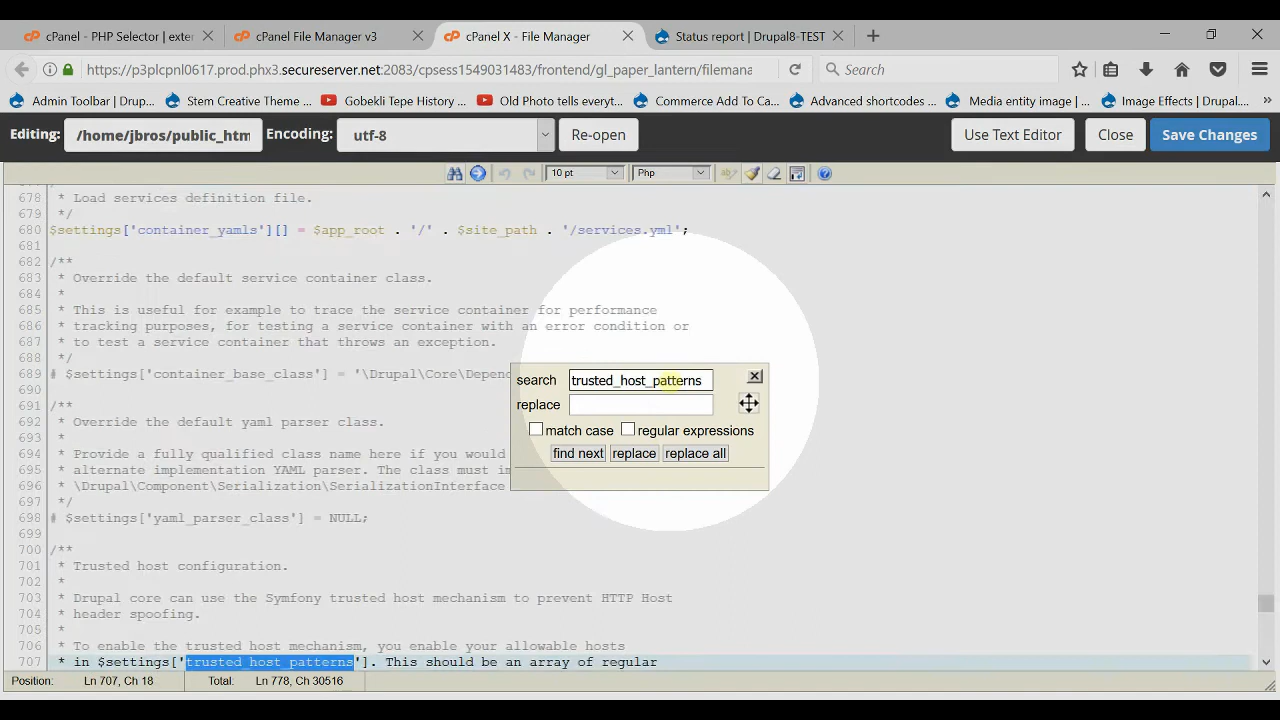 cPanel - PHP Selector | exter
cPanel File Manager v3
cPanel X - File Manager
Status report | Drupal8-TEST
https://p3plcpnl0617.prod.phx3.secureserver.net:2083/cpsess1549031483/frontend/gl_paper_lantern/filemana
Search
Admin Toolbar | Drup...
Stem Creative Theme ...
Gobekli Tepe History ...
Old Photo tells everyt...
Commerce Add To Ca...
Advanced shortcodes ...
Media entity image | ...
Image Effects | Drupal....
Editing: /home/jbros/public_htm Encoding: utf-8 Re-open Use Text Editor Close Save Changes
10 pt Php
678 * Load services definition file.
679 */
680 $settings['container_yamls'][] = $app_root . '/' . $site_path . '/services.yml';
681
682 /**
683 * Override the default service container class.
684 *
685 * This is useful for example to trace the service container for performance
686 * tracking purposes, for testing a service container with an error condition or
687 * to test a service container that throws an exception.
688 */
689 # $settings['container_base_class'] = '\Drupal\Core\Depend
690
691 /**
692 * Override the default yaml parser class.
693 *
694 * Provide a fully qualified class name here if you would
695 * alternate implementation YAML parser. The class must im
696 * \Drupal\Component\Serialization\SerializationInterface
697 */
698 # $settings['yaml_parser_class'] = NULL;
699
700 /**
701 * Trusted host configuration.
702 *
703 * Drupal core can use the Symfony trusted host mechanism to prevent HTTP Host
704 * header spoofing.
705 *
706 * To enable the trusted host mechanism, you enable your allowable hosts
707 * in $settings['trusted_host_patterns']. This should be an array of regular
search trusted_host_patterns
replace
match case regular expressions
find next replace replace all
Position: Ln 707, Ch 18 Total: Ln 778, Ch 30516